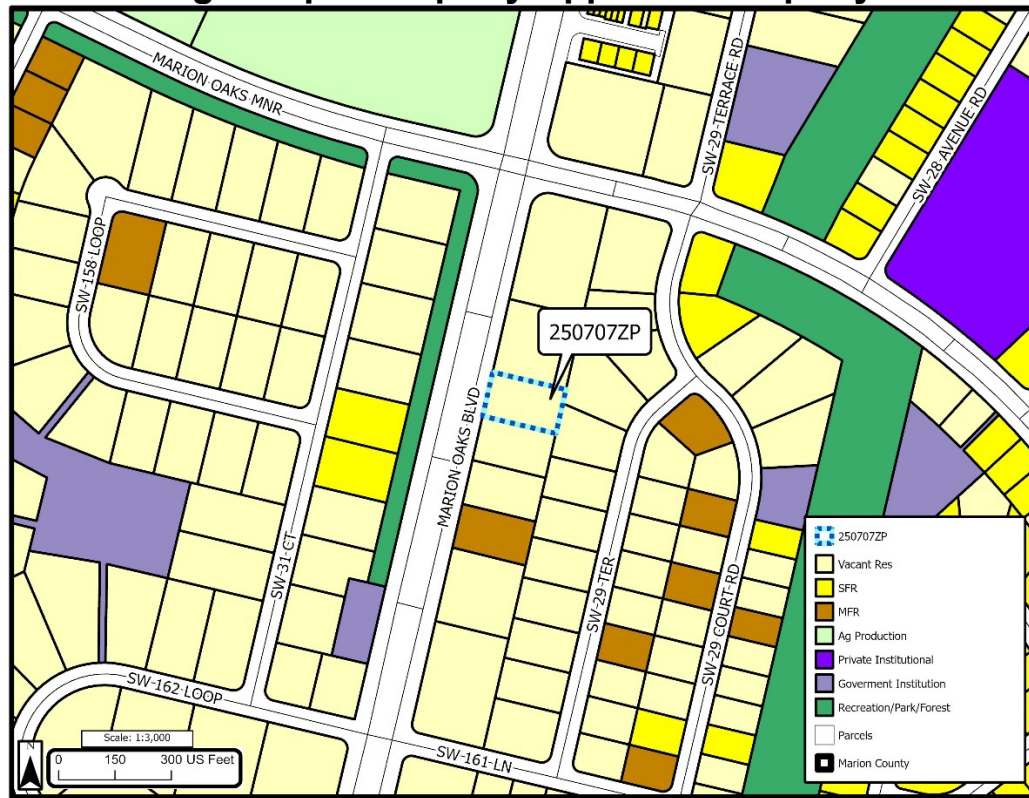 MARION OAKS MNR
SW-29-TERRACE RD
SW-28-AVENUE RD
SW-158-LOOP
250707ZP
MARION OAKS BLVD
SW-31-CT
SW-29-TER
SW-29 COURT-RD
SW-162-LOOP
SW-161-LN
Scale: 1:3,000
0 150 300 US Feet
N
250707ZP
Vacant Res
SFR
MFR
Ag Production
Private Institutional
Goverment Institution
Recreation/Park/Forest
Parcels
Marion County